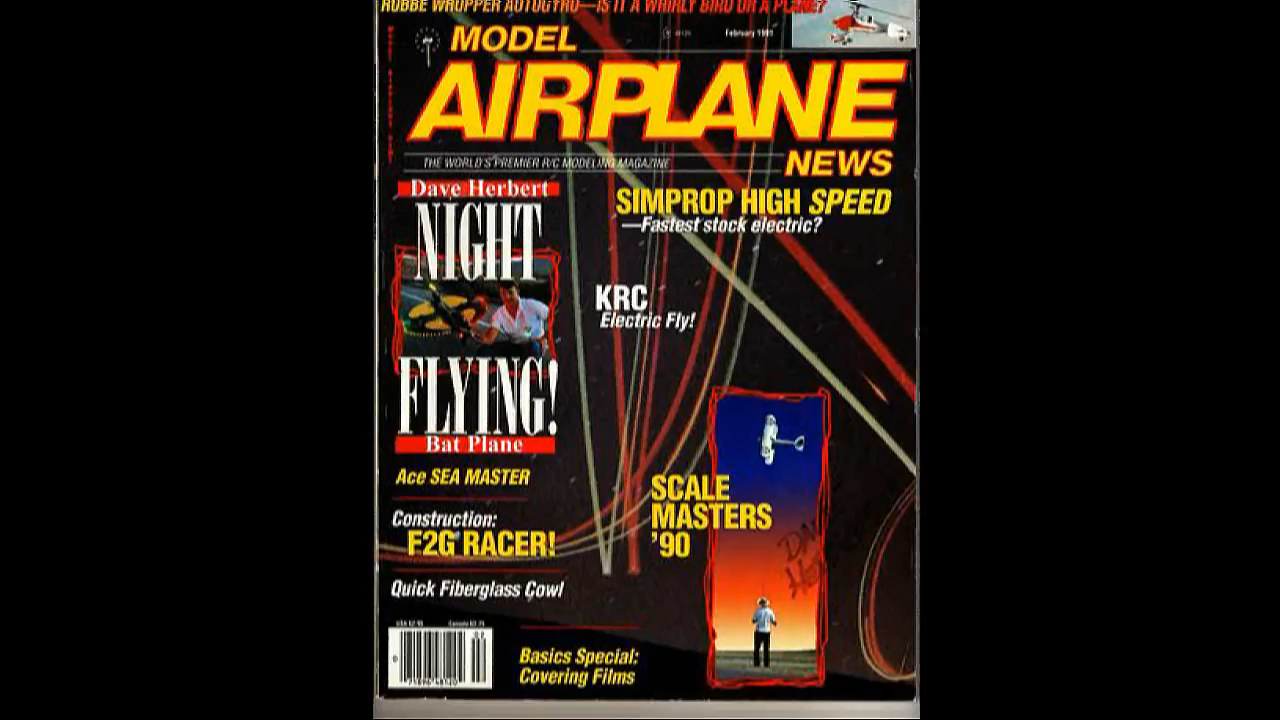 ROBBE WHOPPER AUTOGYRO—IS IT A WHIRLY BIRD OR A PLANE?
February 1991
MODEL
AIRPLANE
NEWS
THE WORLD'S PREMIER R/C MODELING MAGAZINE
Dave Herbert
NIGHT
FLYING!
Bat Plane
SIMPROP HIGH SPEED
—Fastest stock electric?
KRC
Electric Fly!
Ace SEA MASTER
Construction:
F2G RACER!
Quick Fiberglass Cowl
SCALE
MASTERS
'90
Basics Special:
Covering Films